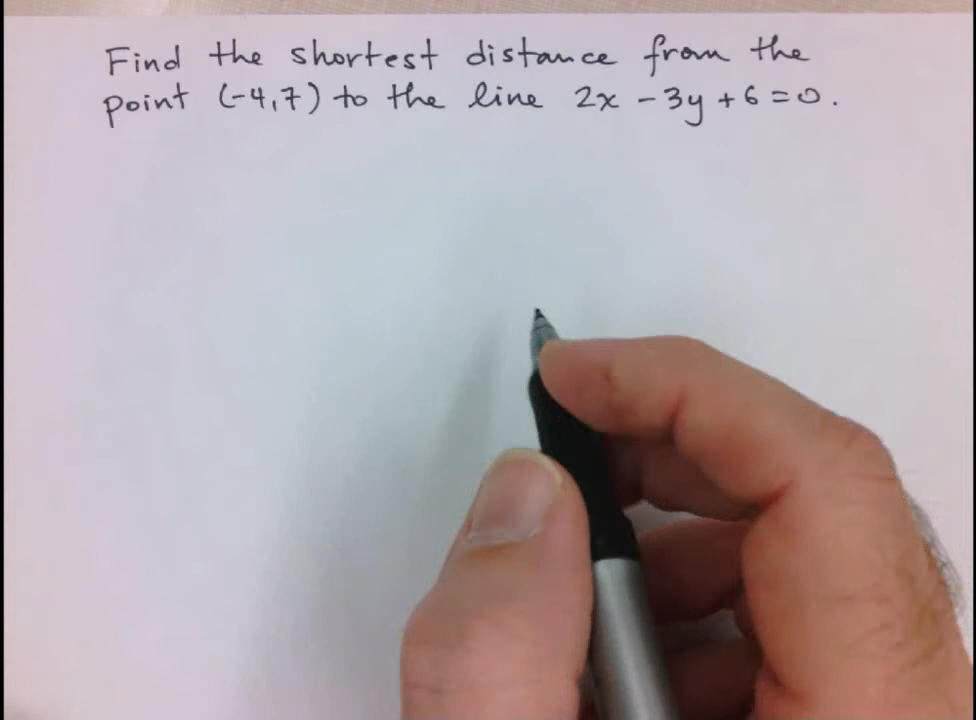 Find the shortest distance from the
point (-4,7) to the line 2x - 3y + 6 = 0.